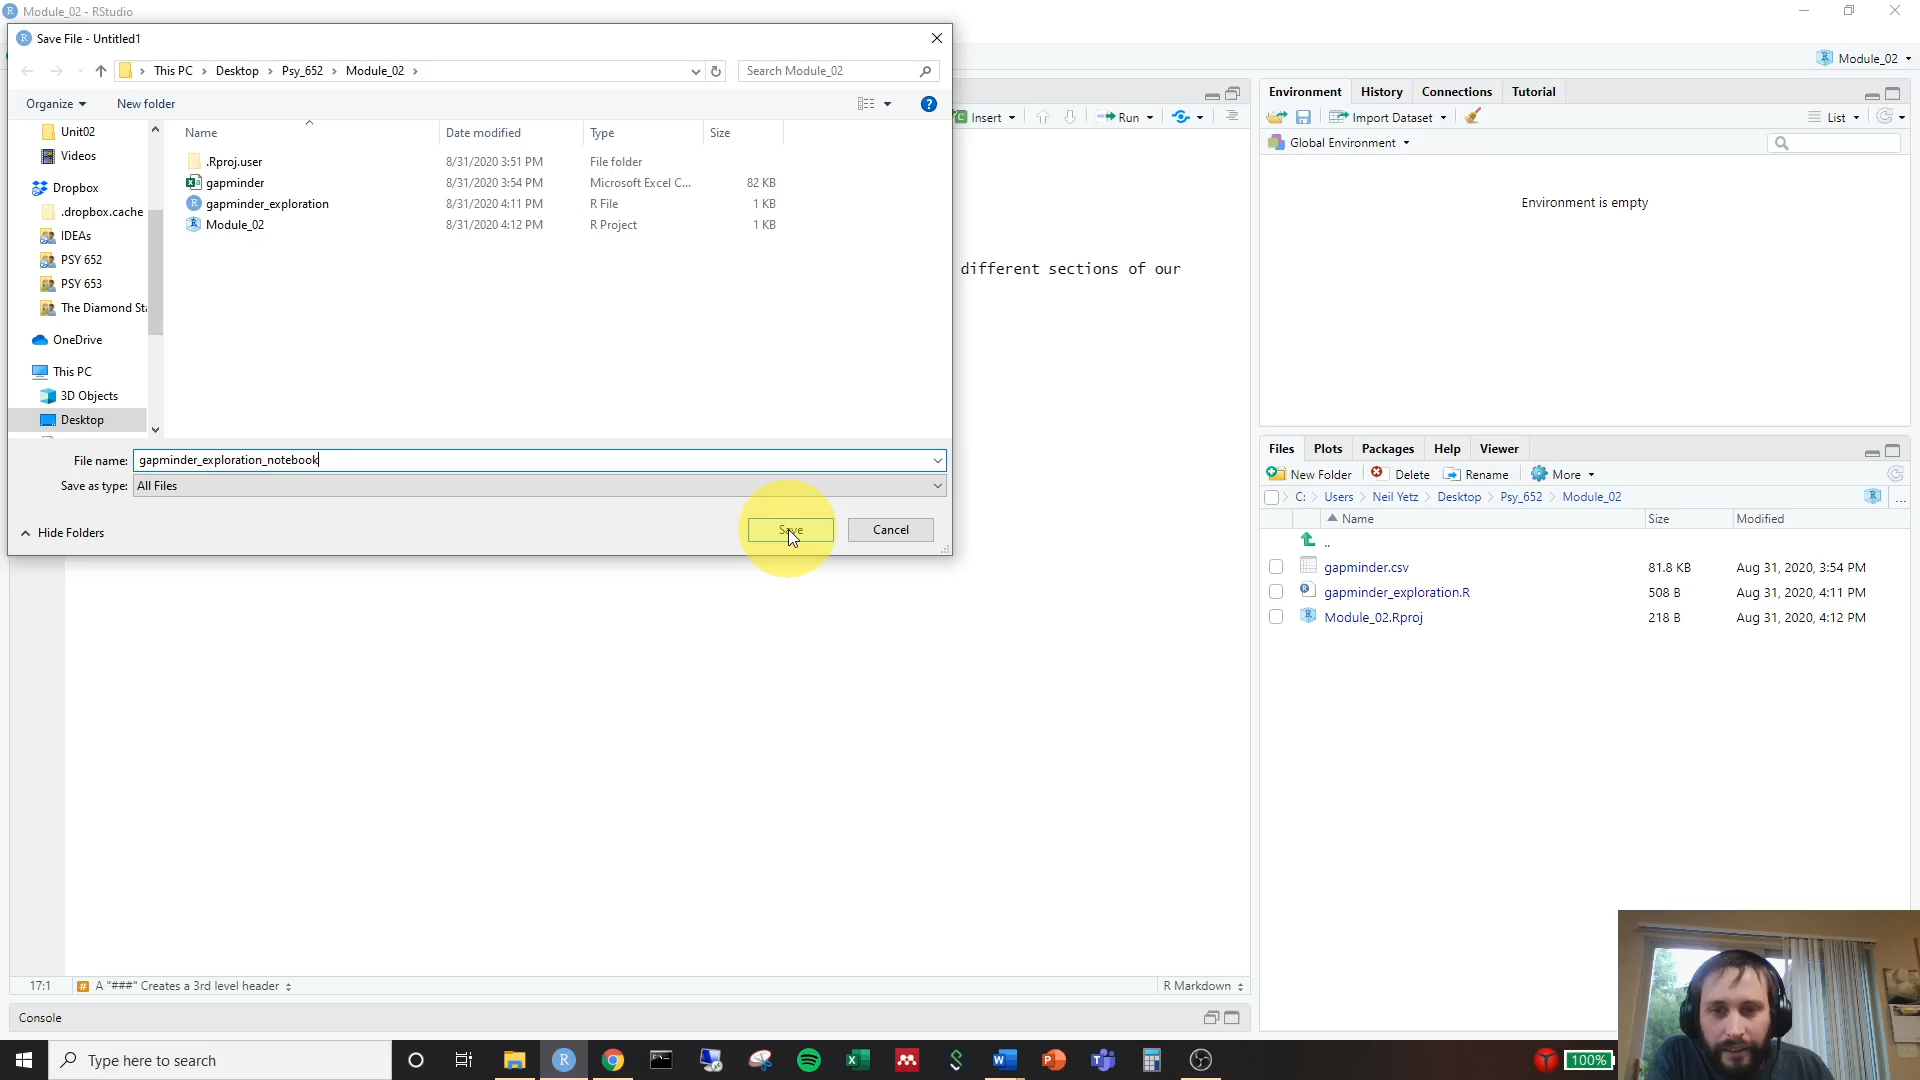 Module_02 - RStudio
Save File - Untitled1
This PC
Desktop
Psy_652
Module_02
Search Module_02
Organize
New folder
Name
Date modified
Type
Size
Unit02
Videos
Dropbox
.dropbox.cache
IDEAs
PSY 652
PSY 653
The Diamond Sta
OneDrive
This PC
3D Objects
Desktop
.Rproj.user 8/31/2020 3:51 PM File folder
gapminder 8/31/2020 3:54 PM Microsoft Excel C... 82 KB
gapminder_exploration 8/31/2020 4:11 PM R File 1 KB
Module_02 8/31/2020 4:12 PM R Project 1 KB
File name: gapminder_exploration_notebook
Save as type: All Files
Hide Folders
Save
Cancel
Insert
Run
different sections of our
17:1
# A "###" Creates a 3rd level header
R Markdown
Console
Module_02
Environment
History
Connections
Tutorial
Import Dataset
List
Global Environment
Environment is empty
Files
Plots
Packages
Help
Viewer
New Folder
Delete
Rename
More
C:
Users
Neil Yetz
Desktop
Psy_652
Module_02
...
Name
Size
Modified
..
gapminder.csv 81.8 KB Aug 31, 2020, 3:54 PM
gapminder_exploration.R 508 B Aug 31, 2020, 4:11 PM
Module_02.Rproj 218 B Aug 31, 2020, 4:12 PM
Type here to search
100%